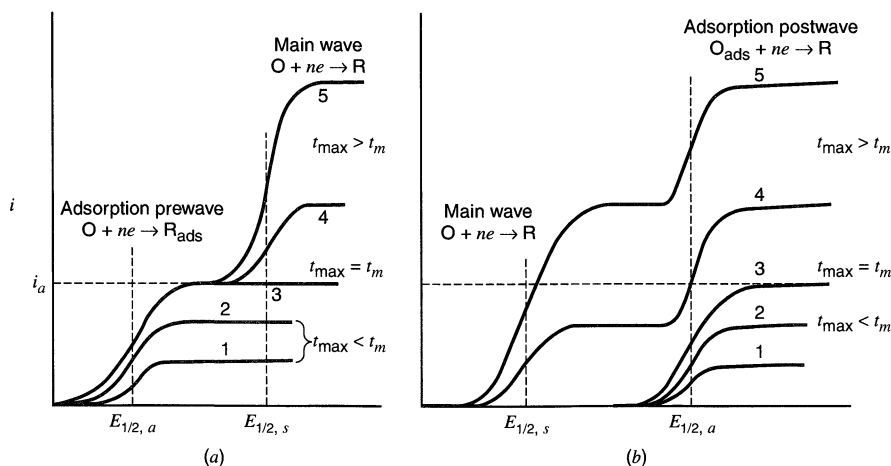 Main wave
O + ne → R
5
t_max > t_m
4
Adsorption prewave
O + ne → R_ads
i
t_max = t_m
i_a
3
2
t_max < t_m
1
E_1/2, a
E_1/2, s
(a)
Adsorption postwave
O_ads + ne → R
5
t_max > t_m
4
Main wave
O + ne → R
t_max = t_m
3
2
t_max < t_m
1
E_1/2, s
E_1/2, a
(b)